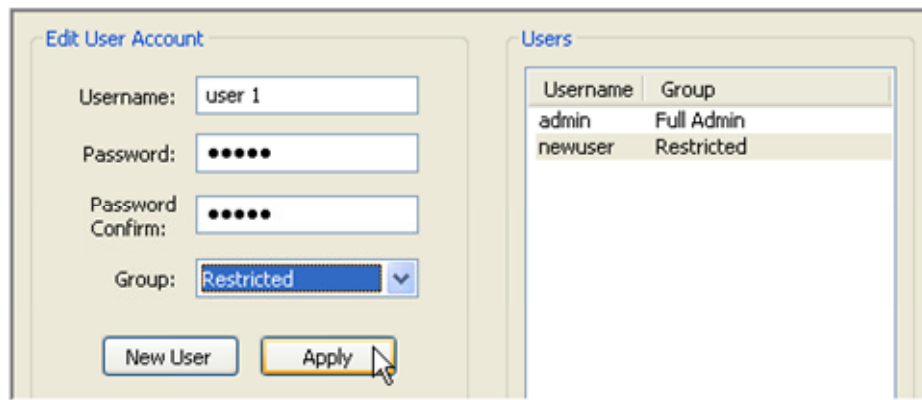 Edit User Account
Username: user 1
Password: •••••
Password
Confirm: •••••
Group: Restricted
New User Apply
Users
Username Group
admin Full Admin
newuser Restricted